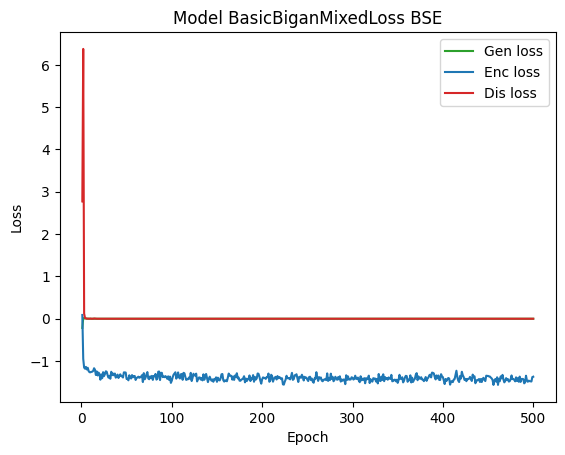 Model BasicBiganMixedLoss BSE
Gen loss
Enc loss
Dis loss
6
5
4
3
2
1
0
−1
Loss
0
100
200
300
400
500
Epoch